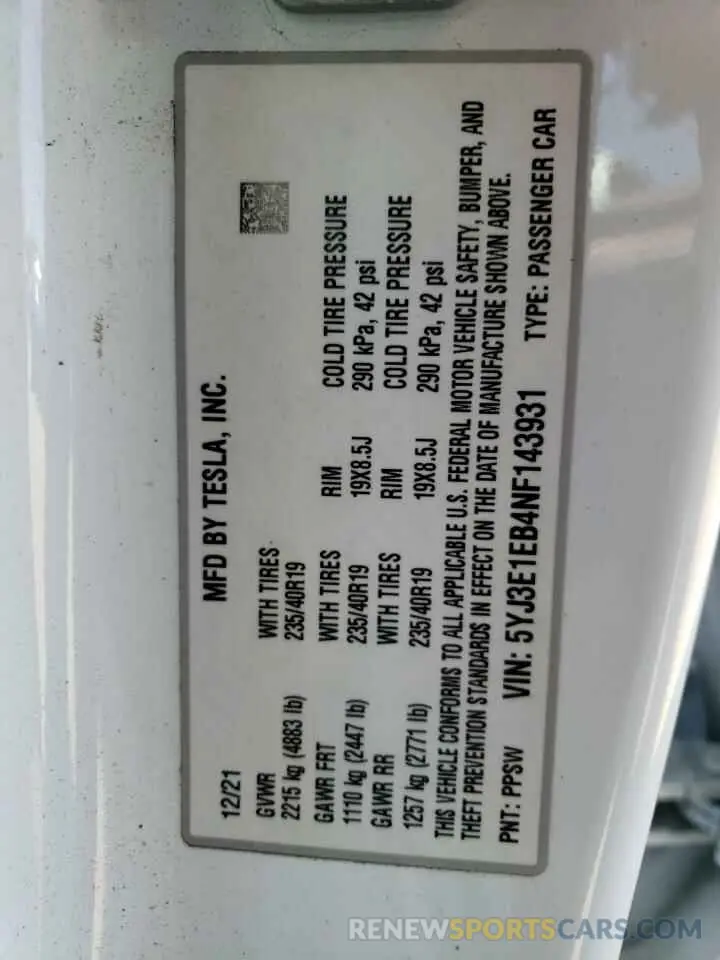 12/21 MFD BY TESLA, INC.
GVWR WITH TIRES
2215 kg (4883 lb) 235/40R19
GAWR FRT WITH TIRES RIM COLD TIRE PRESSURE
1110 kg (2447 lb) 235/40R19 19X8.5J 290 kPa, 42 psi
GAWR RR WITH TIRES RIM COLD TIRE PRESSURE
1257 kg (2771 lb) 235/40R19 19X8.5J 290 kPa, 42 psi
THIS VEHICLE CONFORMS TO ALL APPLICABLE U.S. FEDERAL MOTOR VEHICLE SAFETY, BUMPER, AND
THEFT PREVENTION STANDARDS IN EFFECT ON THE DATE OF MANUFACTURE SHOWN ABOVE.
PNT: PPSW VIN: 5YJ3E1EB4NF143931 TYPE: PASSENGER CAR
RENEWSPORTSCARS.COM